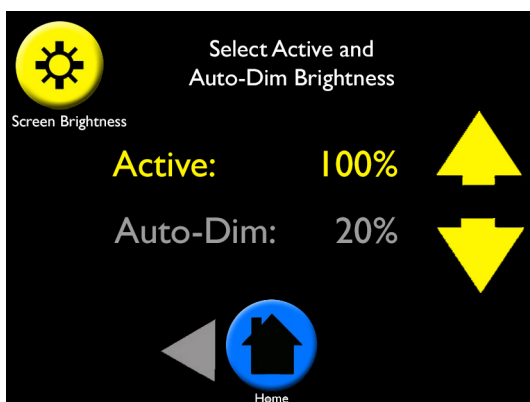 Select Active and
Auto-Dim Brightness
Screen Brightness
Active: 100%
Auto-Dim: 20%
Home